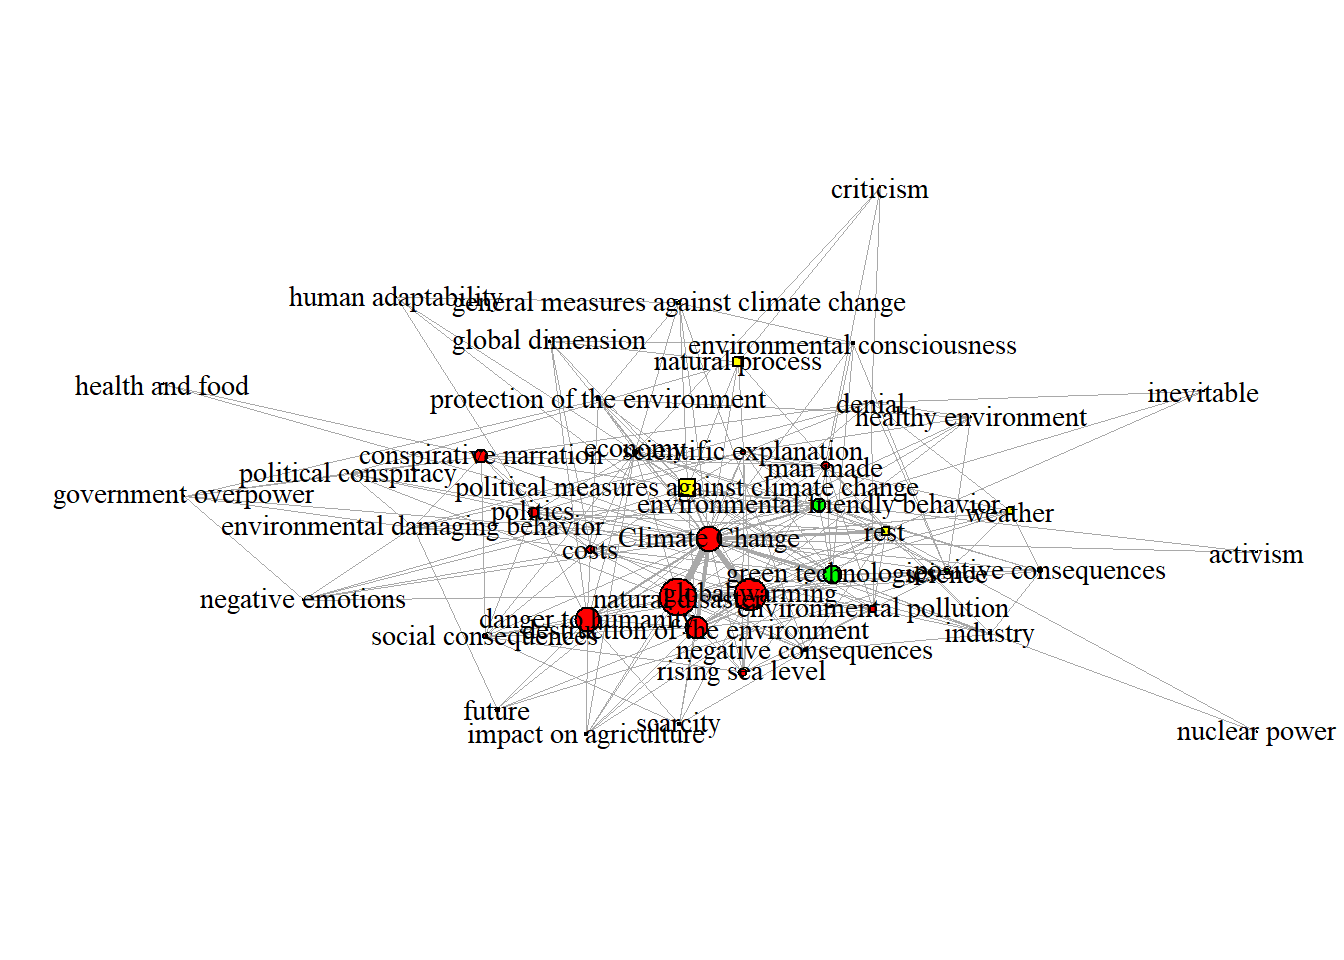 criticism
human adaptability
general measures against climate change
global dimension
environmental consciousness
natural process
health and food
inevitable
protection of the environment
denial
healthy environment
economy
scientific explanation
conspirative narration
man made
political conspiracy
political measures against climate change
government overpower
environmental friendly behavior
politics
weather
environmental damaging behavior
rest
Climate Change
costs
activism
green technologies
science
positive consequences
global warming
natural disaster
negative emotions
environmental pollution
danger to humanity
destruction of the environment
social consequences
industry
negative consequences
rising sea level
future
scarcity
impact on agriculture
nuclear power